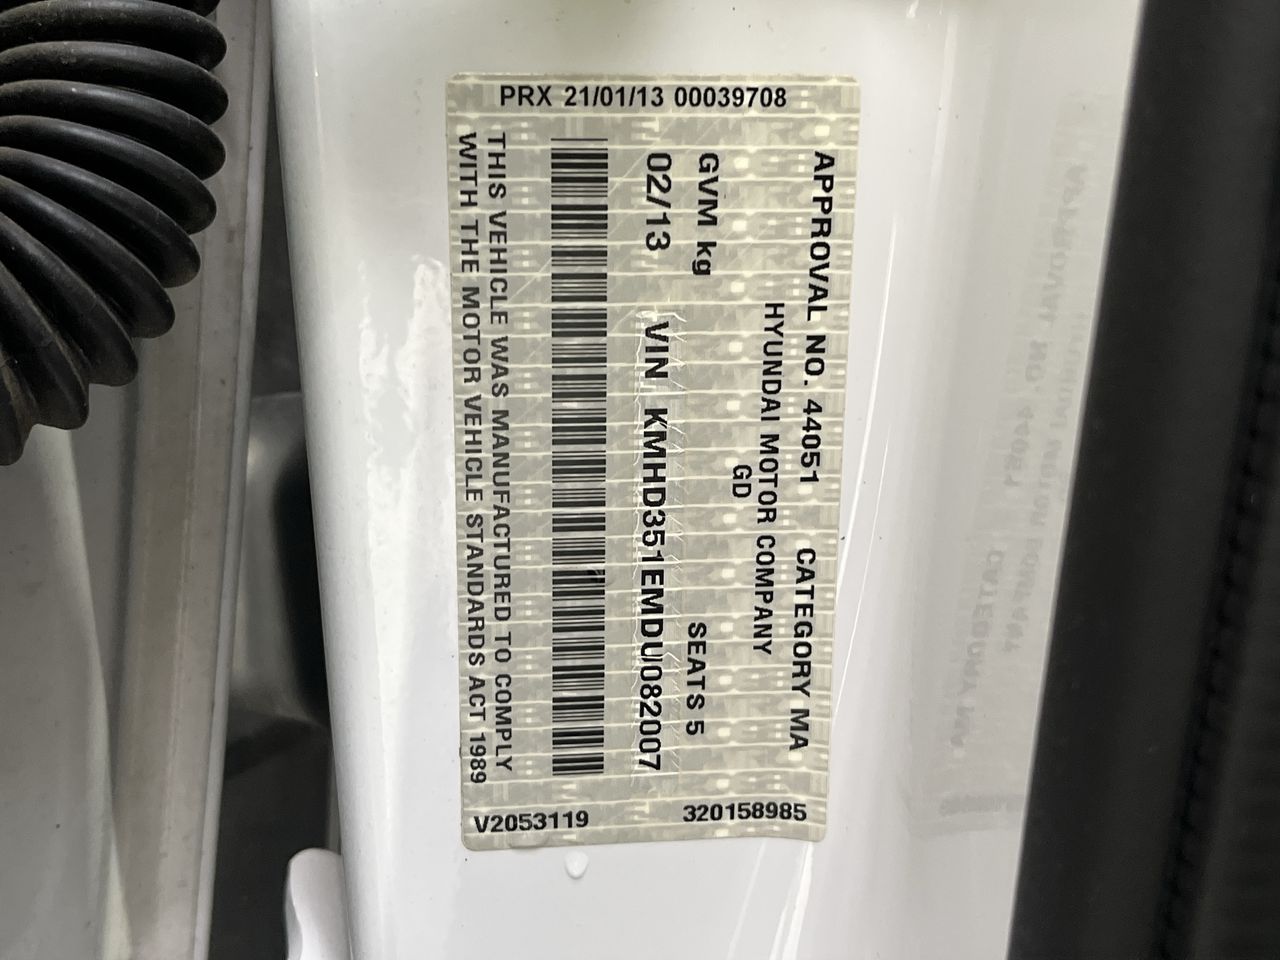 PRX 21/01/13 00039708
APPROVAL NO. 44051 CATEGORY MA
HYUNDAI MOTOR COMPANY
GD
GVM kg SEATS 5
02/13 VIN KMHD351EMDU082007
THIS VEHICLE WAS MANUFACTURED TO COMPLY
WITH THE MOTOR VEHICLE STANDARDS ACT 1989
V2053119 320158985